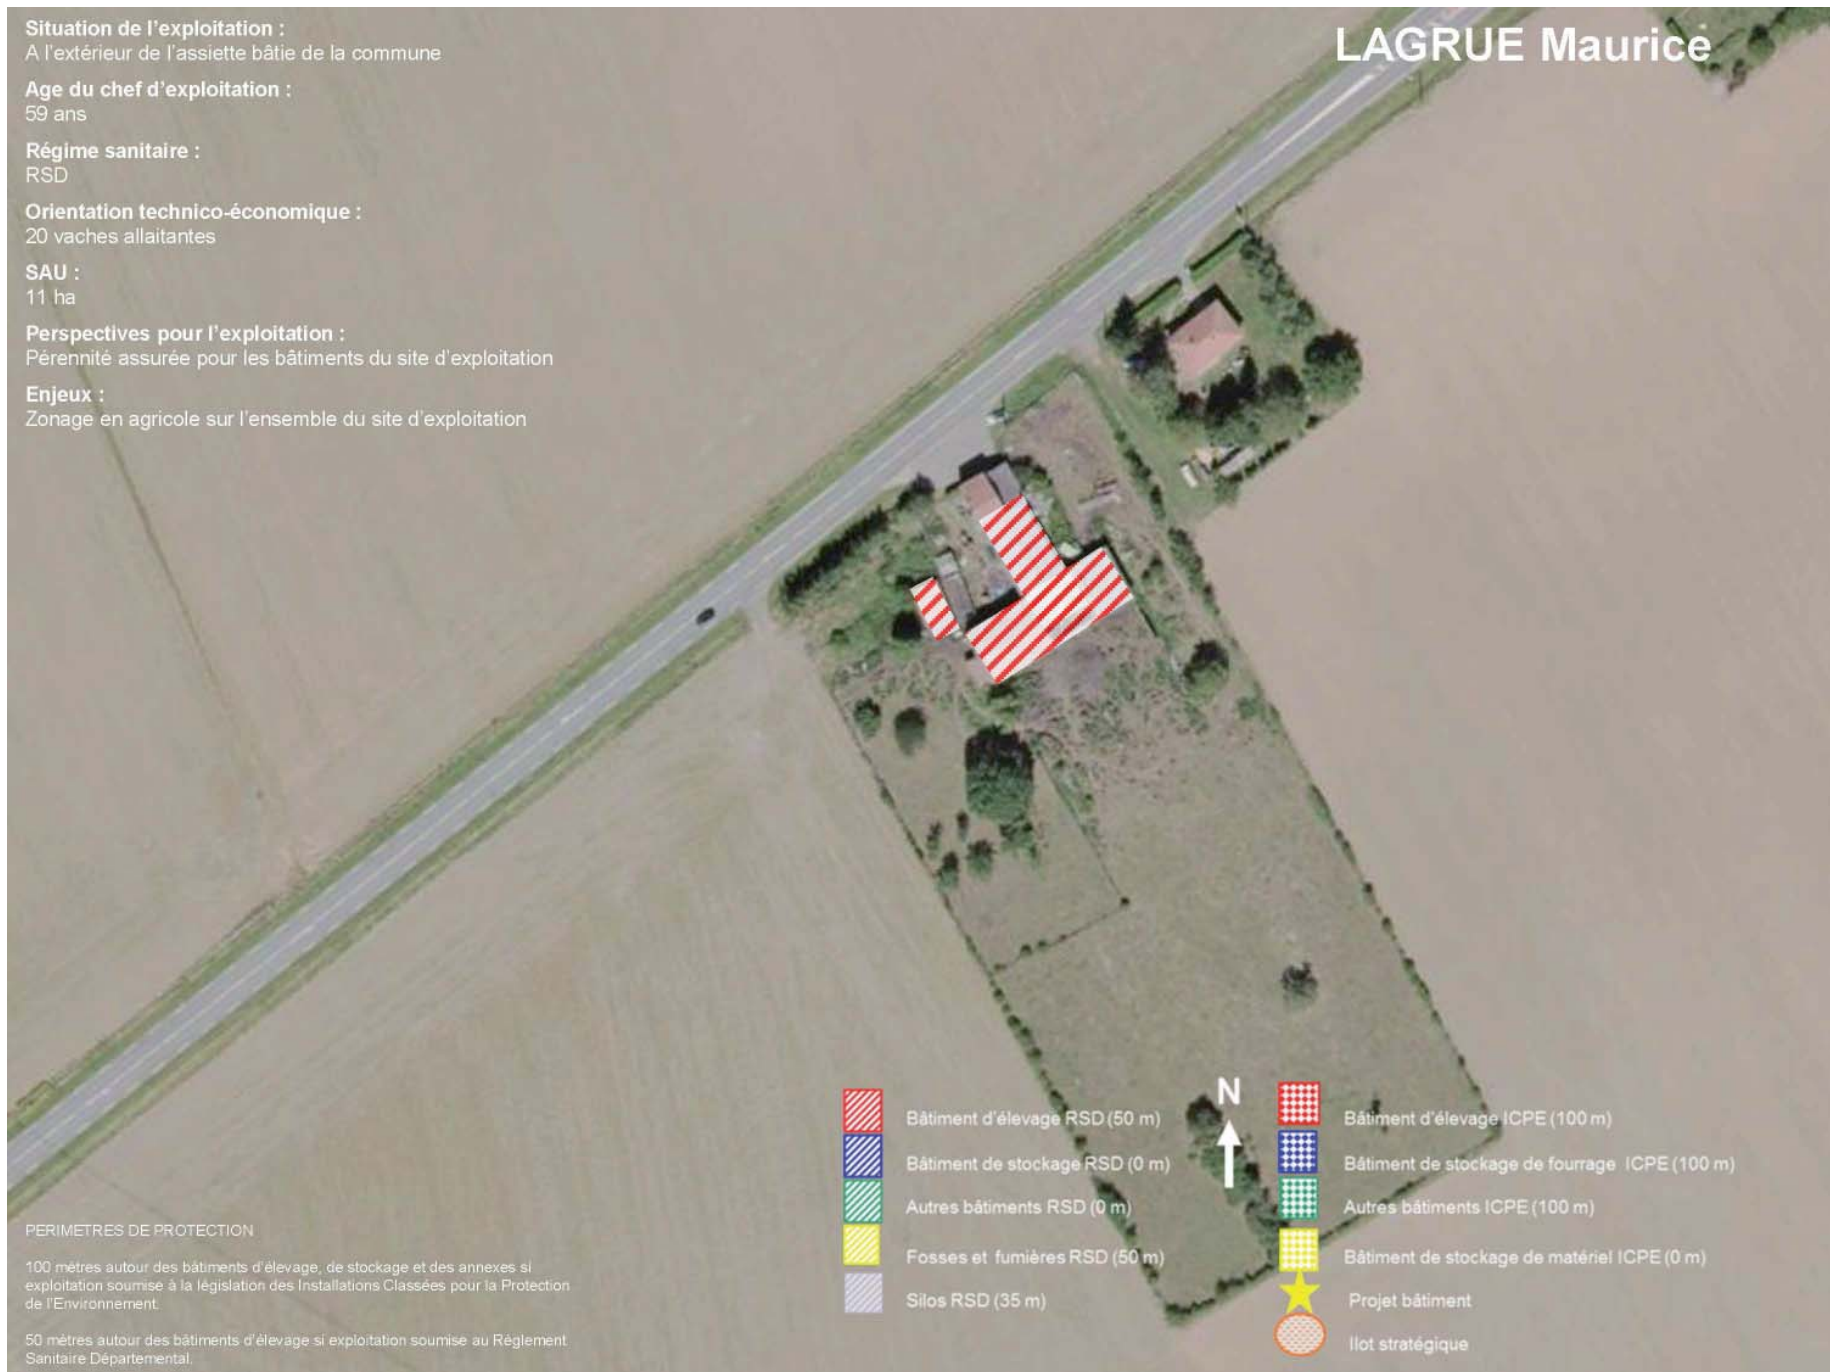 LAGRUE Maurice
Situation de l'exploitation :
A l'extérieur de l'assiette bâtie de la commune
Age du chef d'exploitation :
59 ans
Régime sanitaire :
RSD
Orientation technico-économique :
20 vaches allaitantes
SAU :
11 ha
Perspectives pour l'exploitation :
Pérennité assurée pour les bâtiments du site d'exploitation
Enjeux :
Zonage en agricole sur l'ensemble du site d'exploitation
PERIMETRES DE PROTECTION
100 mètres autour des bâtiments d'élevage, de stockage et des annexes si
exploitation soumise à la législation des Installations Classées pour la Protection
de l'Environnement.
50 mètres autour des bâtiments d'élevage si exploitation soumise au Réglement
Sanitaire Départemental.
Bâtiment d'élevage RSD (50 m)
Bâtiment de stockage RSD (0 m)
Autres bâtiments RSD (0 m)
Fosses et fumières RSD (50 m)
Silos RSD (35 m)
N
Bâtiment d'élevage ICPE (100 m)
Bâtiment de stockage de fourrage ICPE (100 m)
Autres bâtiments ICPE (100 m)
Bâtiment de stockage de matériel ICPE (0 m)
Projet bâtiment
Ilot stratégique